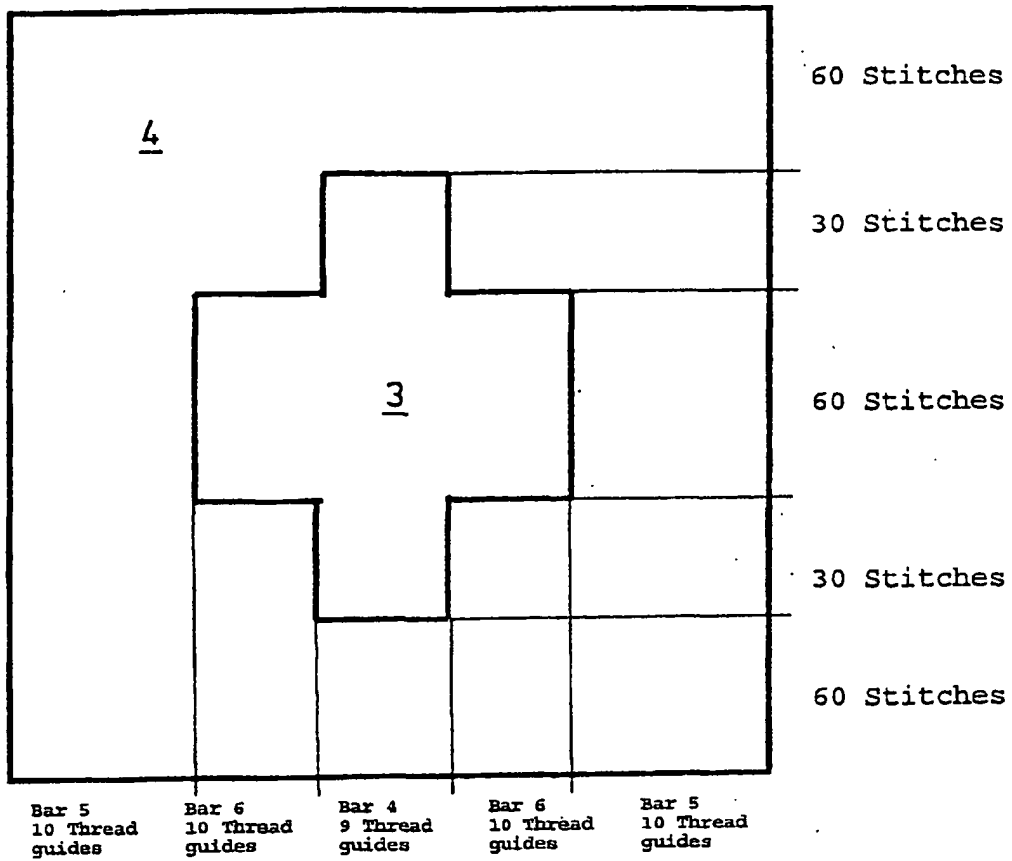 60 Stitches
4
30 Stitches
3
60 Stitches
30 Stitches
60 Stitches
Bar 5
10 Thread
guides
Bar 6
10 Thread
guides
Bar 4
9 Thread
guides
Bar 6
10 Thread
guides
Bar 5
10 Thread
guides